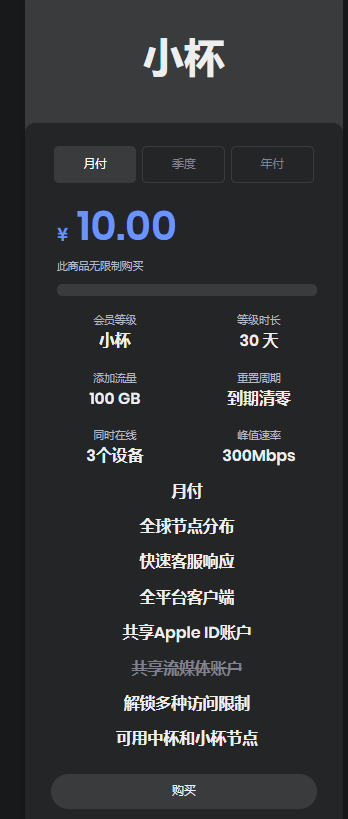 小杯
月付 季度 年付
¥ 10.00
此商品无限制购买
会员等级 等级时长
小杯 30 天
添加流量 重置周期
100 GB 到期清零
同时在线 峰值速率
3个设备 300Mbps
月付
全球节点分布
快速客服响应
全平台客户端
共享Apple ID账户
共享流媒体账户
解锁多种访问限制
可用中杯和小杯节点
购买